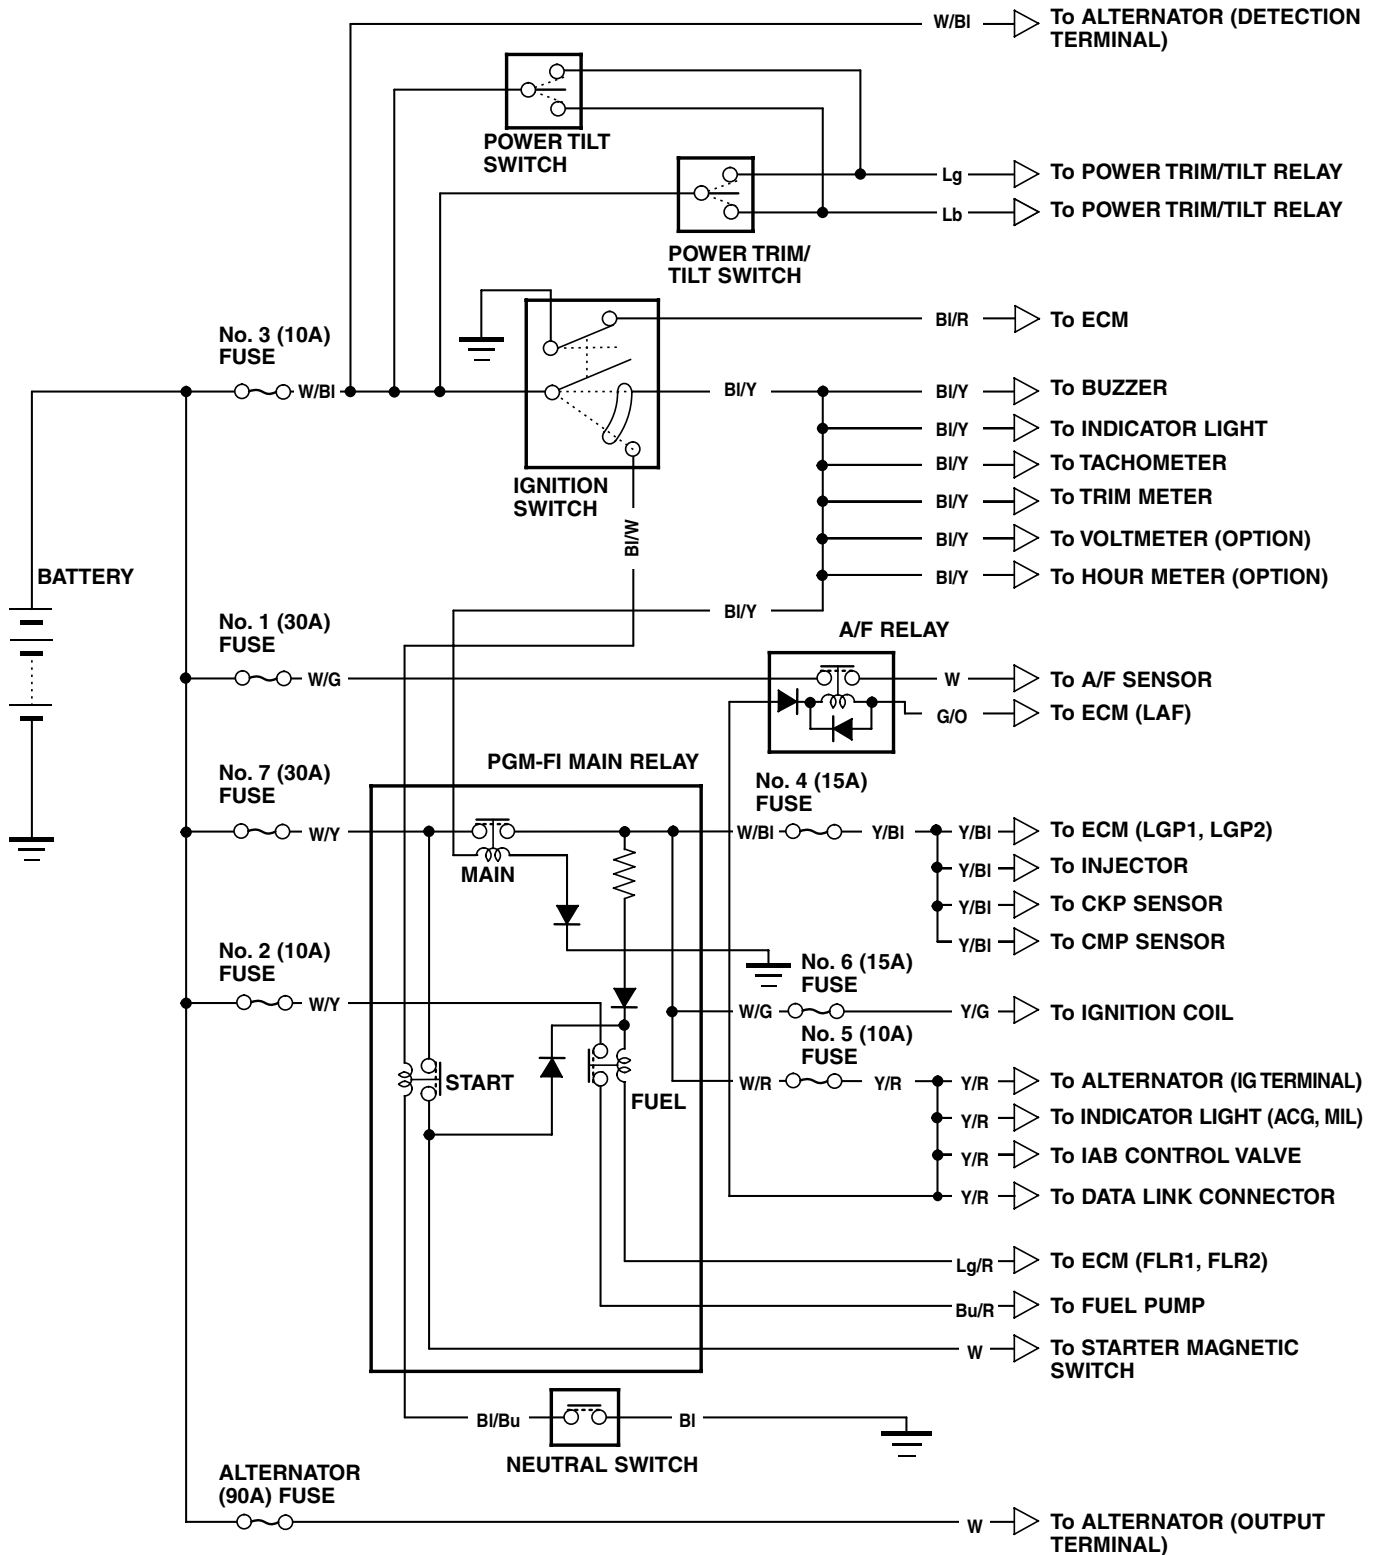 W/Bl
To ALTERNATOR (DETECTION
TERMINAL)
POWER TILT
SWITCH
Lg
To POWER TRIM/TILT RELAY
Lb
To POWER TRIM/TILT RELAY
POWER TRIM/
TILT SWITCH
Bl/R
To ECM
No. 3 (10A)
FUSE
W/Bl
Bl/Y
Bl/Y
To BUZZER
Bl/Y
To INDICATOR LIGHT
Bl/Y
To TACHOMETER
IGNITION
SWITCH
Bl/Y
To TRIM METER
Bl/W
Bl/Y
To VOLTMETER (OPTION)
BATTERY
Bl/Y
To HOUR METER (OPTION)
Bl/Y
No. 1 (30A)
FUSE
A/F RELAY
W/G
W
To A/F SENSOR
G/O
To ECM (LAF)
PGM-FI MAIN RELAY
No. 7 (30A)
FUSE
No. 4 (15A)
FUSE
W/Y
W/Bl
Y/Bl
Y/Bl
To ECM (LGP1, LGP2)
MAIN
Y/Bl
To INJECTOR
Y/Bl
To CKP SENSOR
Y/Bl
To CMP SENSOR
No. 2 (10A)
FUSE
No. 6 (15A)
FUSE
W/Y
W/G
Y/G
To IGNITION COIL
No. 5 (10A)
FUSE
START
FUEL
W/R
Y/R
Y/R
To ALTERNATOR (IG TERMINAL)
Y/R
To INDICATOR LIGHT (ACG, MIL)
Y/R
To IAB CONTROL VALVE
Y/R
To DATA LINK CONNECTOR
Lg/R
To ECM (FLR1, FLR2)
Bu/R
To FUEL PUMP
W
To STARTER MAGNETIC
SWITCH
Bl/Bu
Bl
NEUTRAL SWITCH
ALTERNATOR
(90A) FUSE
W
To ALTERNATOR (OUTPUT
TERMINAL)